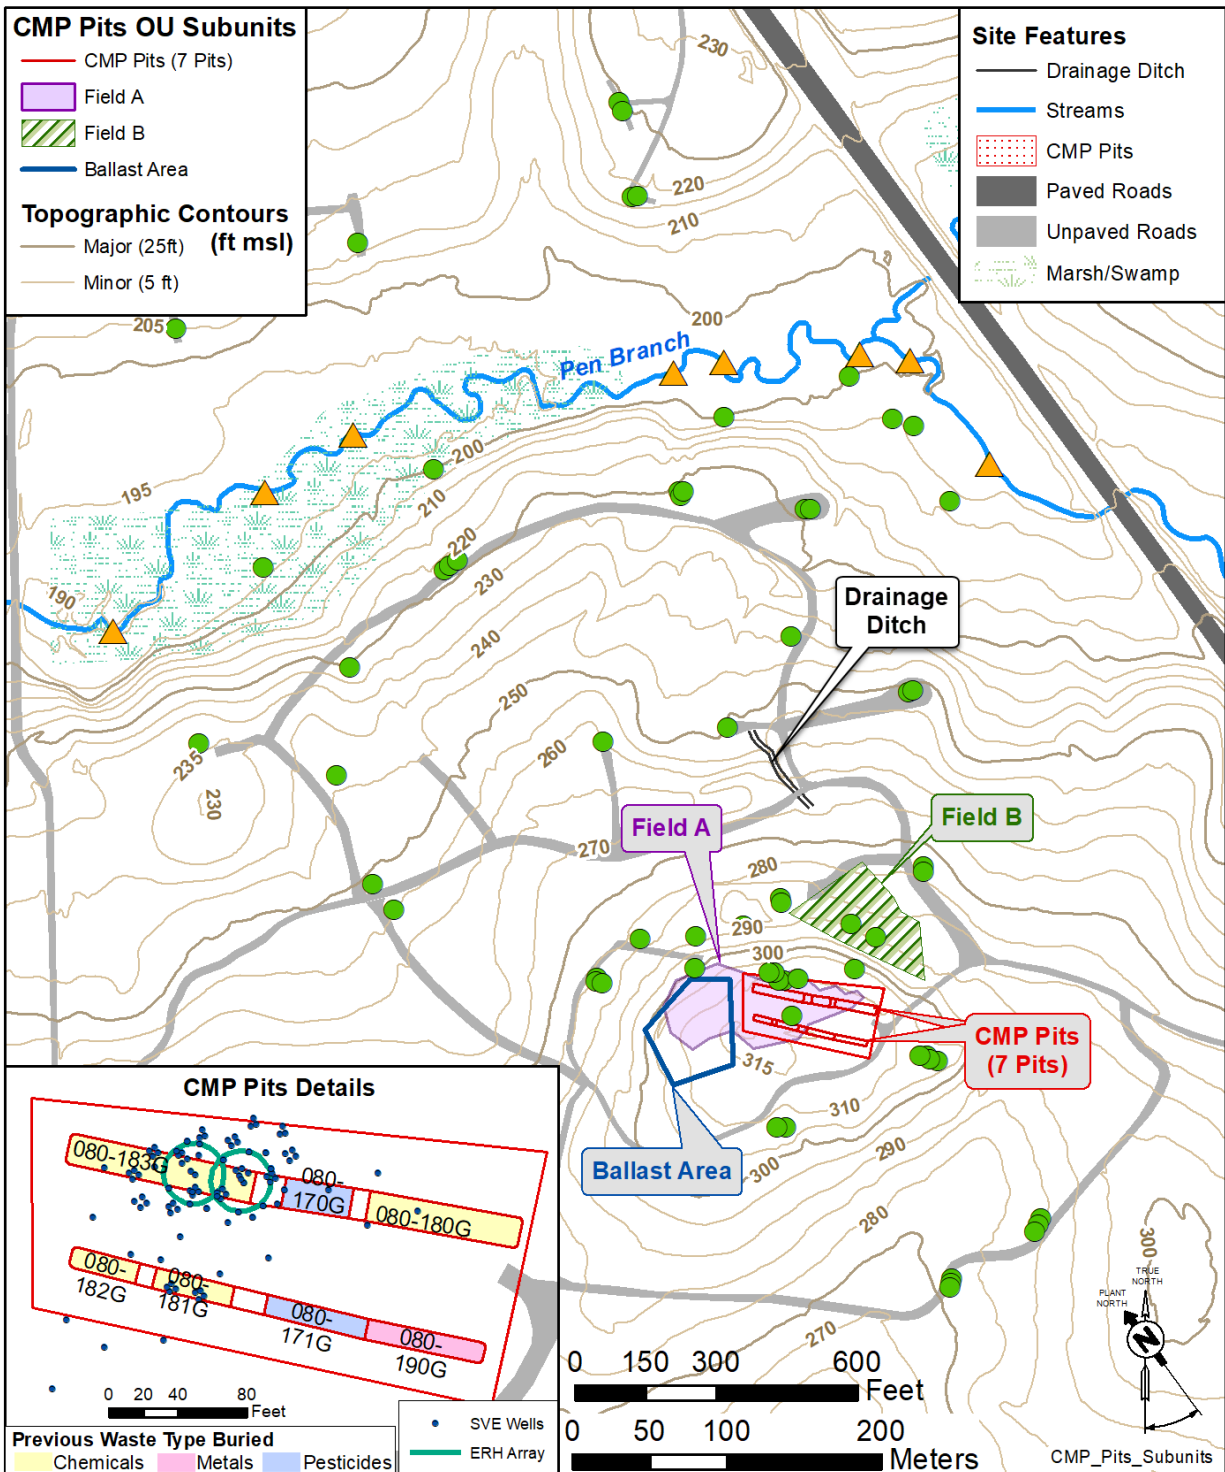 CMP Pits OU Subunits
CMP Pits (7 Pits)
Field A
Field B
Ballast Area
Topographic Contours
(ft msl)
Major (25ft)
Minor (5 ft)
Site Features
Drainage Ditch
Streams
CMP Pits
Paved Roads
Unpaved Roads
Marsh/Swamp
230
220
210
205
200
Pen Branch
200
195
210
220
190
230
Drainage
Ditch
240
250
260
235
230
Field A
Field B
270
280
290
300
CMP Pits
(7 Pits)
315
310
290
300
Ballast Area
280
300
270
CMP Pits Details
080-183G
080-
170G
080-180G
080-
182G
080-
181G
080-
171G
080-
190G
0 20 40 80
Feet
SVE Wells
ERH Array
Previous Waste Type Buried
Chemicals
Metals
Pesticides
0 150 300 600
Feet
0 50 100 200
Meters
TRUE
NORTH
PLANT
NORTH
N
CMP_Pits_Subunits